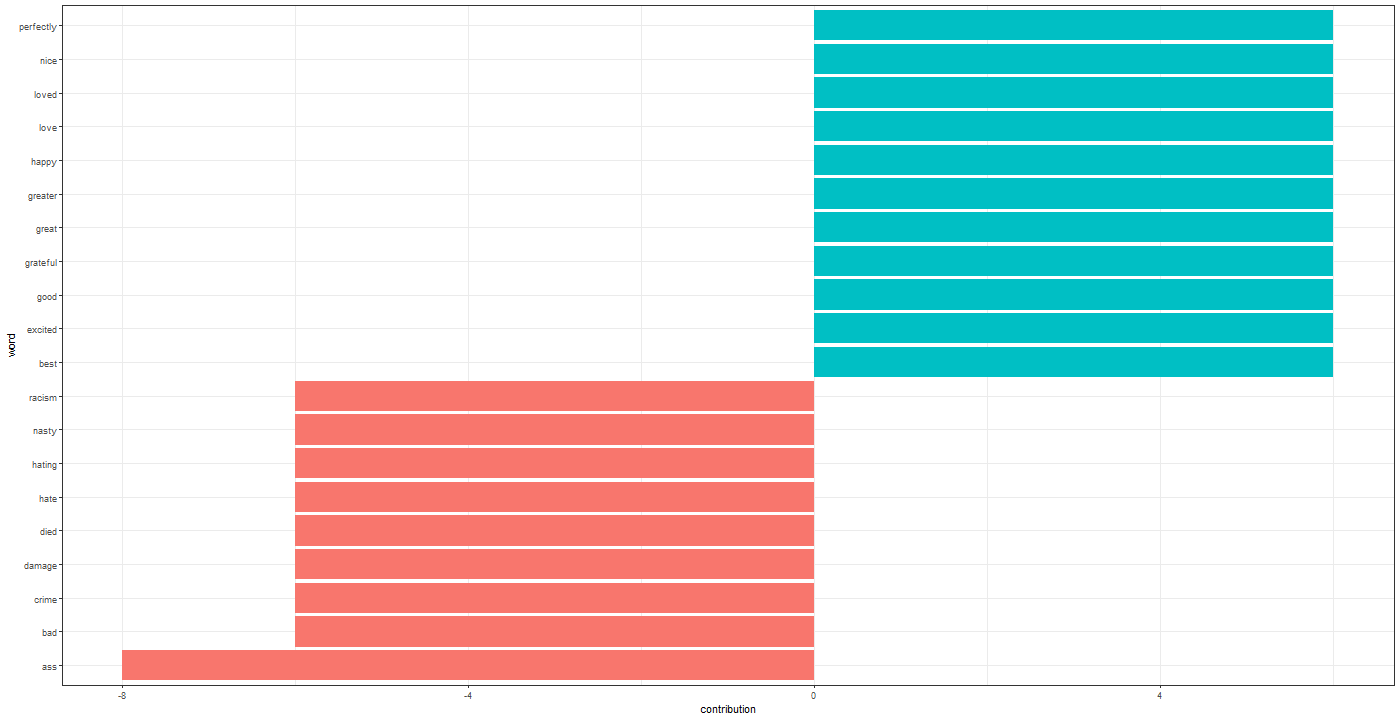 perfectly
nice
loved
love
happy
greater
great
grateful
good
excited
best
racism
nasty
hating
hate
died
damage
crime
bad
ass
word
-8
-4
0
4
contribution